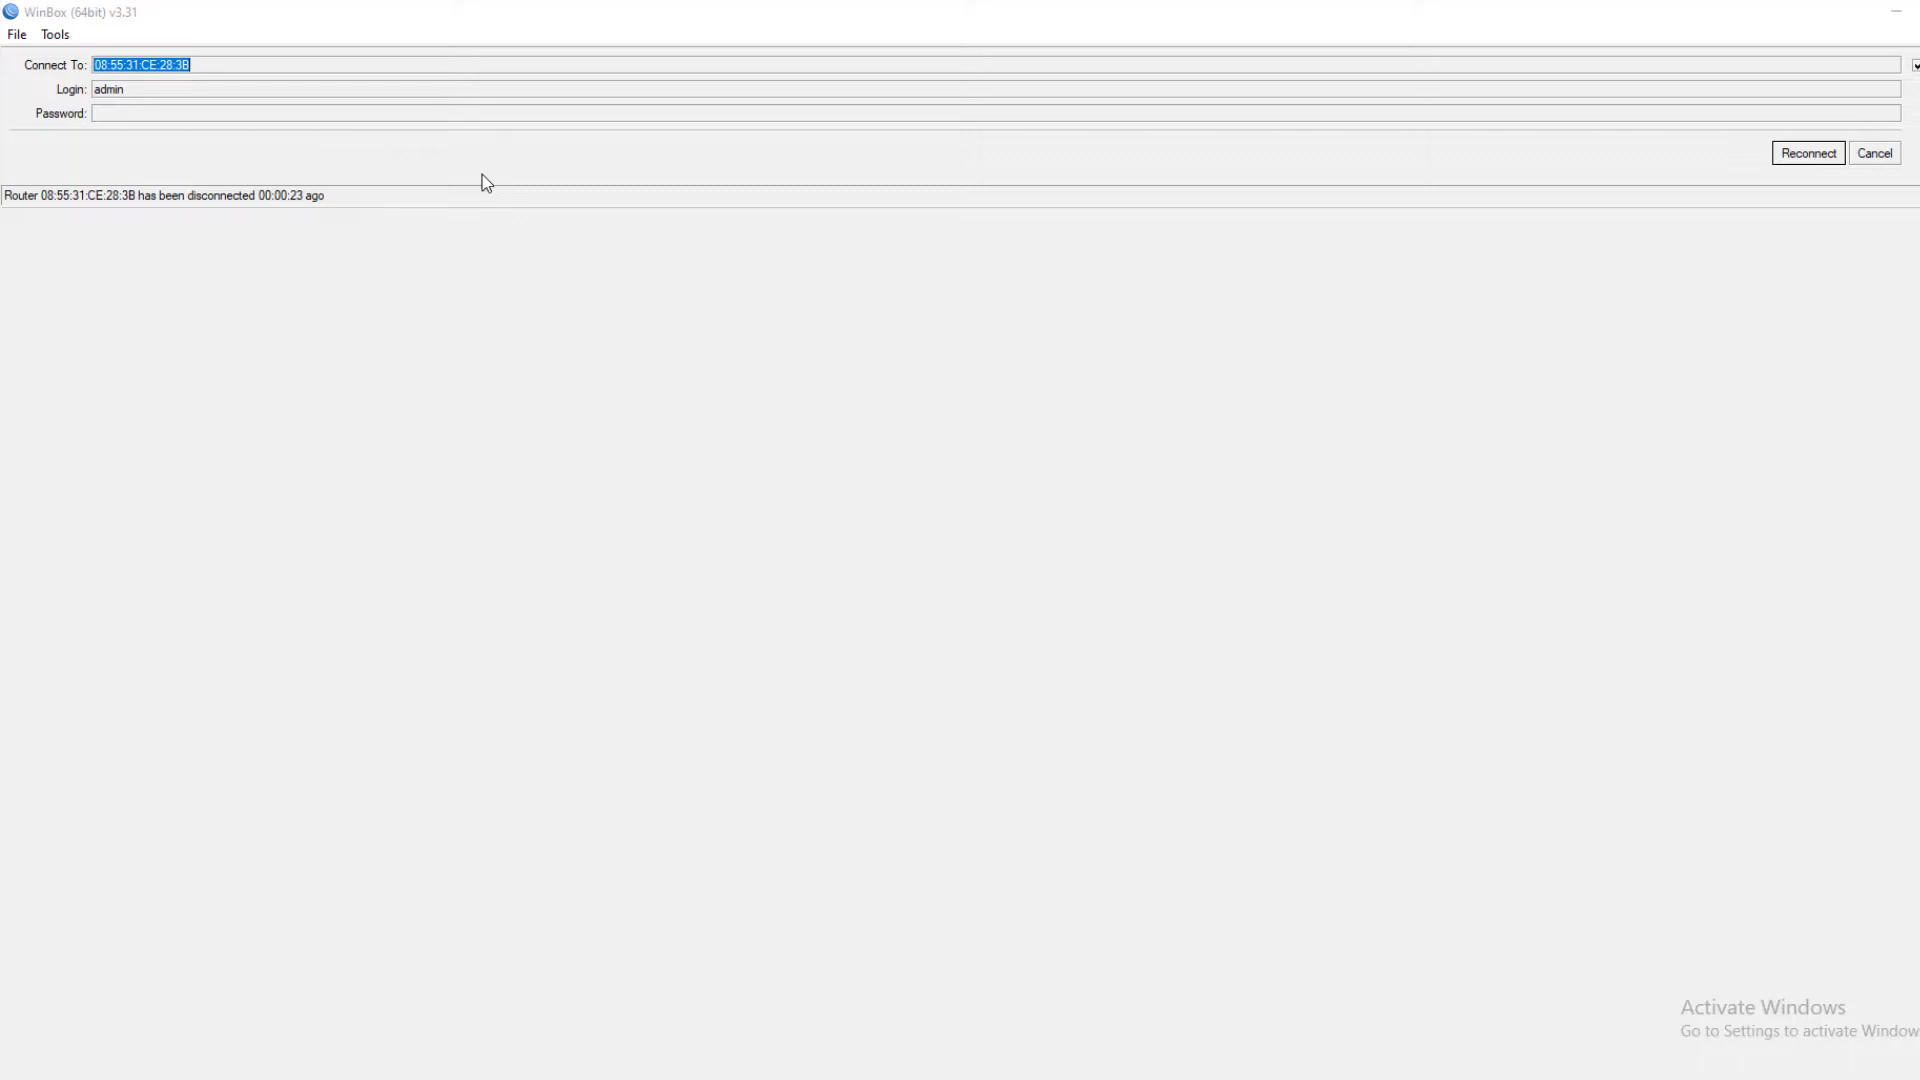 WinBox (64bit) v3.31
File Tools
Connect To: 08:55:31:CE:28:3B
Login: admin
Password:
Reconnect Cancel
Router 08:55:31:CE:28:3B has been disconnected 00:00:23 ago
Activate Windows
Go to Settings to activate Window